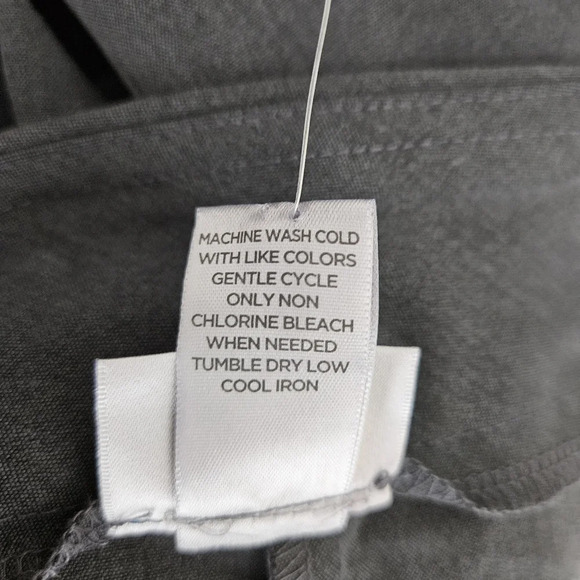 MACHINE WASH COLD
WITH LIKE COLORS
GENTLE CYCLE
ONLY NON
CHLORINE BLEACH
WHEN NEEDED
TUMBLE DRY LOW
COOL IRON